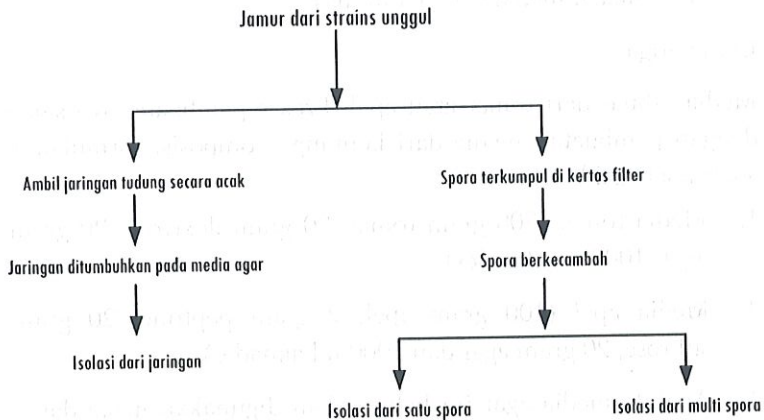 Jamur dari strains unggul
Ambil jaringan tudung secara acak
Spora terkumpul di kertas filter
Jaringan ditumbuhkan pada media agar
Spora berkecambah
Isolasi dari jaringan
Isolasi dari satu spora
Isolasi dari multi spora